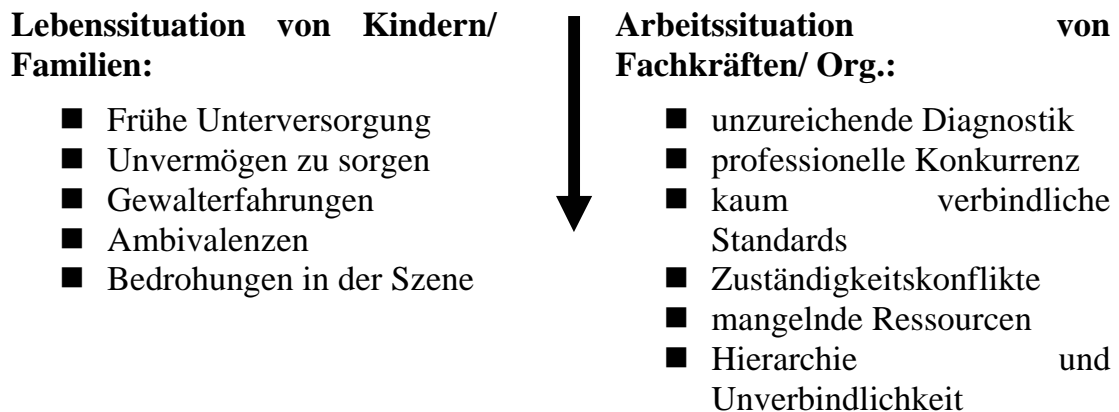 Lebenssituation von Kindern/
Familien:
■ Frühe Unterversorgung
■ Unvermögen zu sorgen
■ Gewalterfahrungen
■ Ambivalenzen
■ Bedrohungen in der Szene
Arbeitssituation von
Fachkräften/ Org.:
■ unzureichende Diagnostik
■ professionelle Konkurrenz
■ kaum verbindliche
Standards
■ Zuständigkeitskonflikte
■ mangelnde Ressourcen
■ Hierarchie und
Unverbindlichkeit